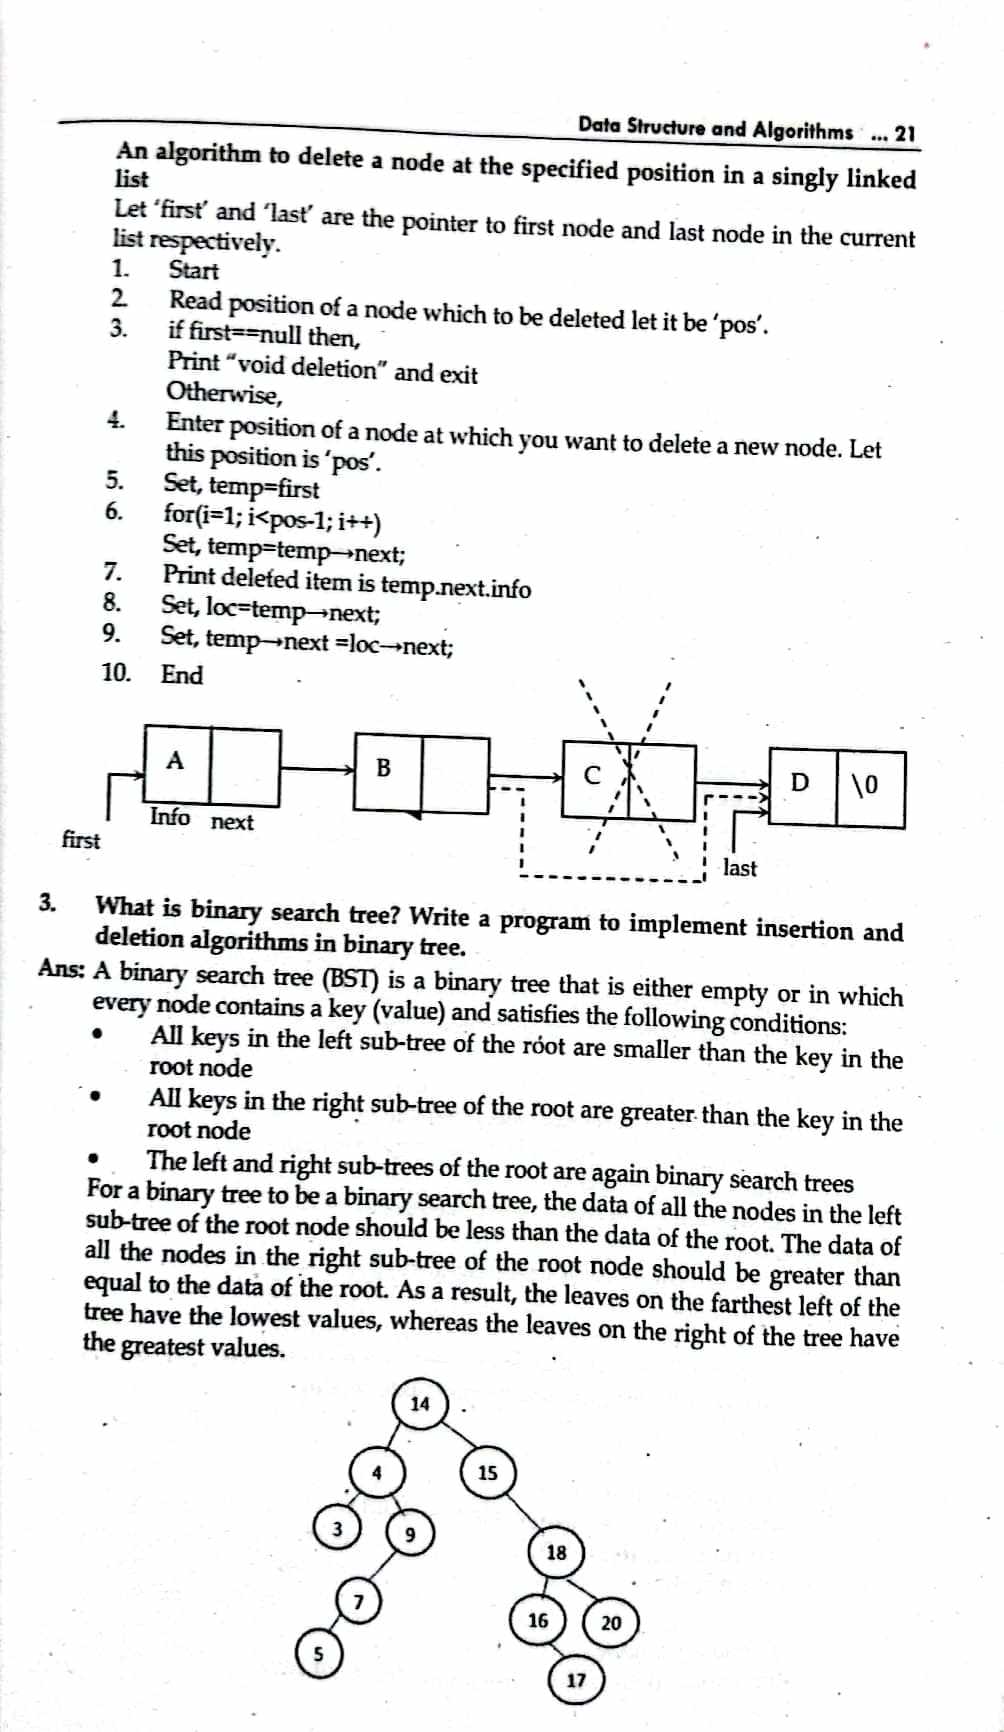 Data Structure and Algorithms ... 21
An algorithm to delete a node at the specified position in a singly linked
list
Let 'first' and 'last' are the pointer to first node and last node in the current
list respectively.
1. Start
2. Read position of a node which to be deleted let it be 'pos'.
3. if first==null then,
Print "void deletion" and exit
Otherwise,
4. Enter position of a node at which you want to delete a new node. Let
this position is 'pos'.
5. Set, temp=first
6. for(i=1; i<pos-1; i++)
Set, temp=temp→next;
7. Print deleted item is temp.next.info
8. Set, loc=temp→next;
9. Set, temp→next =loc→next;
10. End
A B C D \0
Info next
first
last
3. What is binary search tree? Write a program to implement insertion and
deletion algorithms in binary tree.
Ans: A binary search tree (BST) is a binary tree that is either empty or in which
every node contains a key (value) and satisfies the following conditions:
• All keys in the left sub-tree of the root are smaller than the key in the
root node
• All keys in the right sub-tree of the root are greater than the key in the
root node
• The left and right sub-trees of the root are again binary search trees
For a binary tree to be a binary search tree, the data of all the nodes in the left
sub-tree of the root node should be less than the data of the root. The data of
all the nodes in the right sub-tree of the root node should be greater than
equal to the data of the root. As a result, the leaves on the farthest left of the
tree have the lowest values, whereas the leaves on the right of the tree have
the greatest values.
14
4 15
3 9
18
7
16 20
5
17